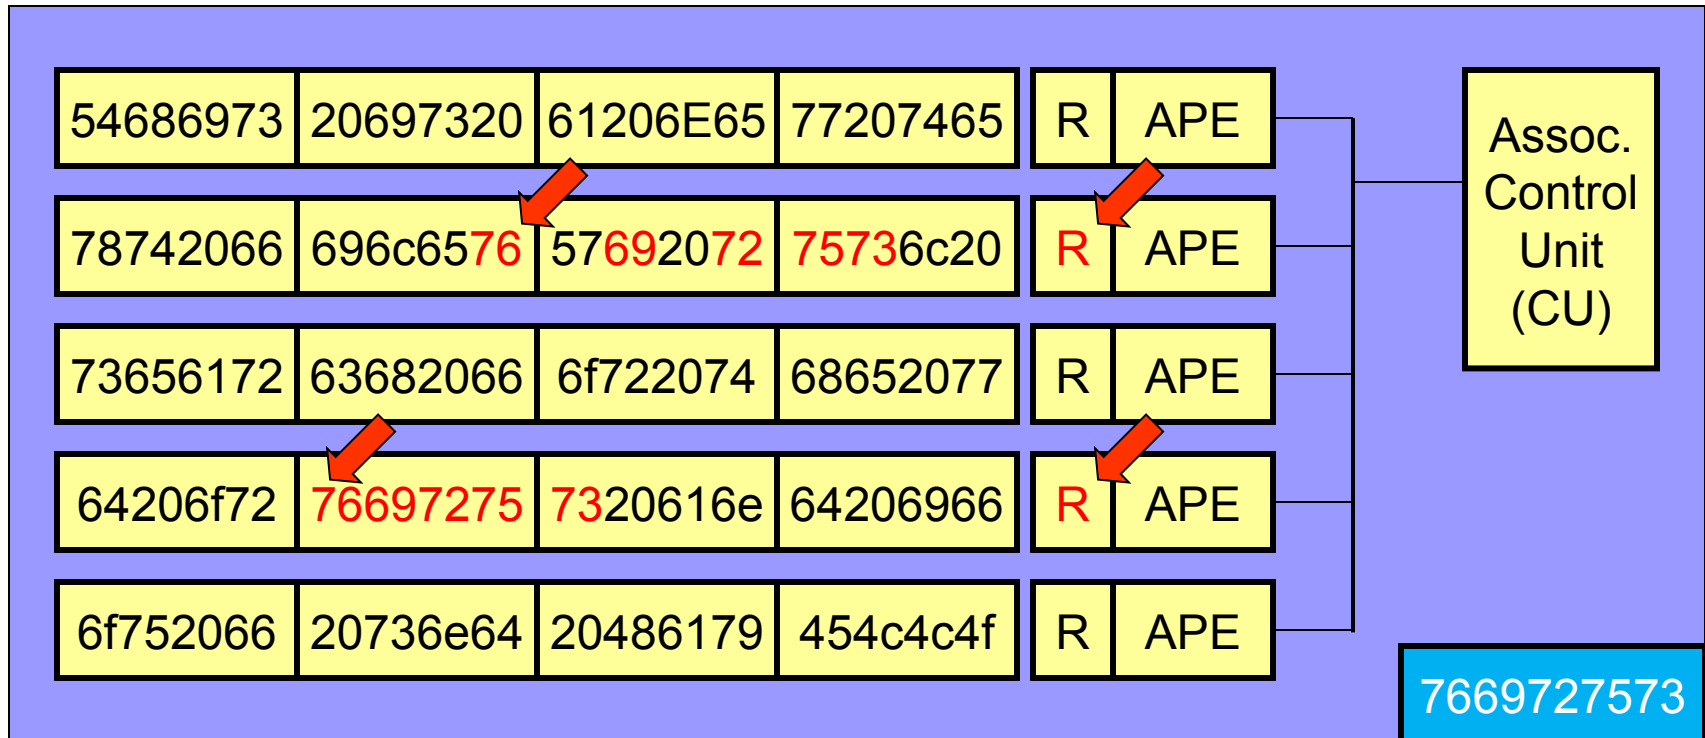 54686973 20697320 61206E65 77207465 R APE
78742066 696c6576 57692072 75736c20 R APE
73656172 63682066 6f722074 68652077 R APE
64206f72 76697275 7320616e 64206966 R APE
6f752066 20736e64 20486179 454c4c4f R APE
Assoc.
Control
Unit
(CU)
7669727573